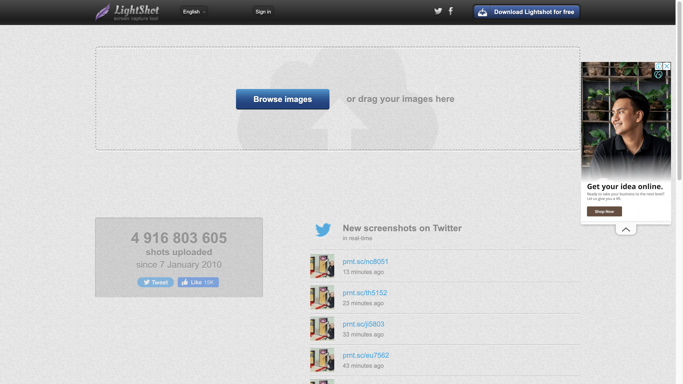 LightShot
screen capture tool
English
Sign in
Download Lightshot for free
Browse images
or drag your images here
Get your idea online.
Ready to take your business to the next level?
Let us give you a lift.
Shop Now
4 916 803 605
shots uploaded
since 7 January 2010
Tweet
Like 15K
New screenshots on Twitter
in real-time
prnt.sc/nc8051
13 minutes ago
prnt.sc/th5152
23 minutes ago
prnt.sc/ji5803
33 minutes ago
prnt.sc/eu7562
43 minutes ago